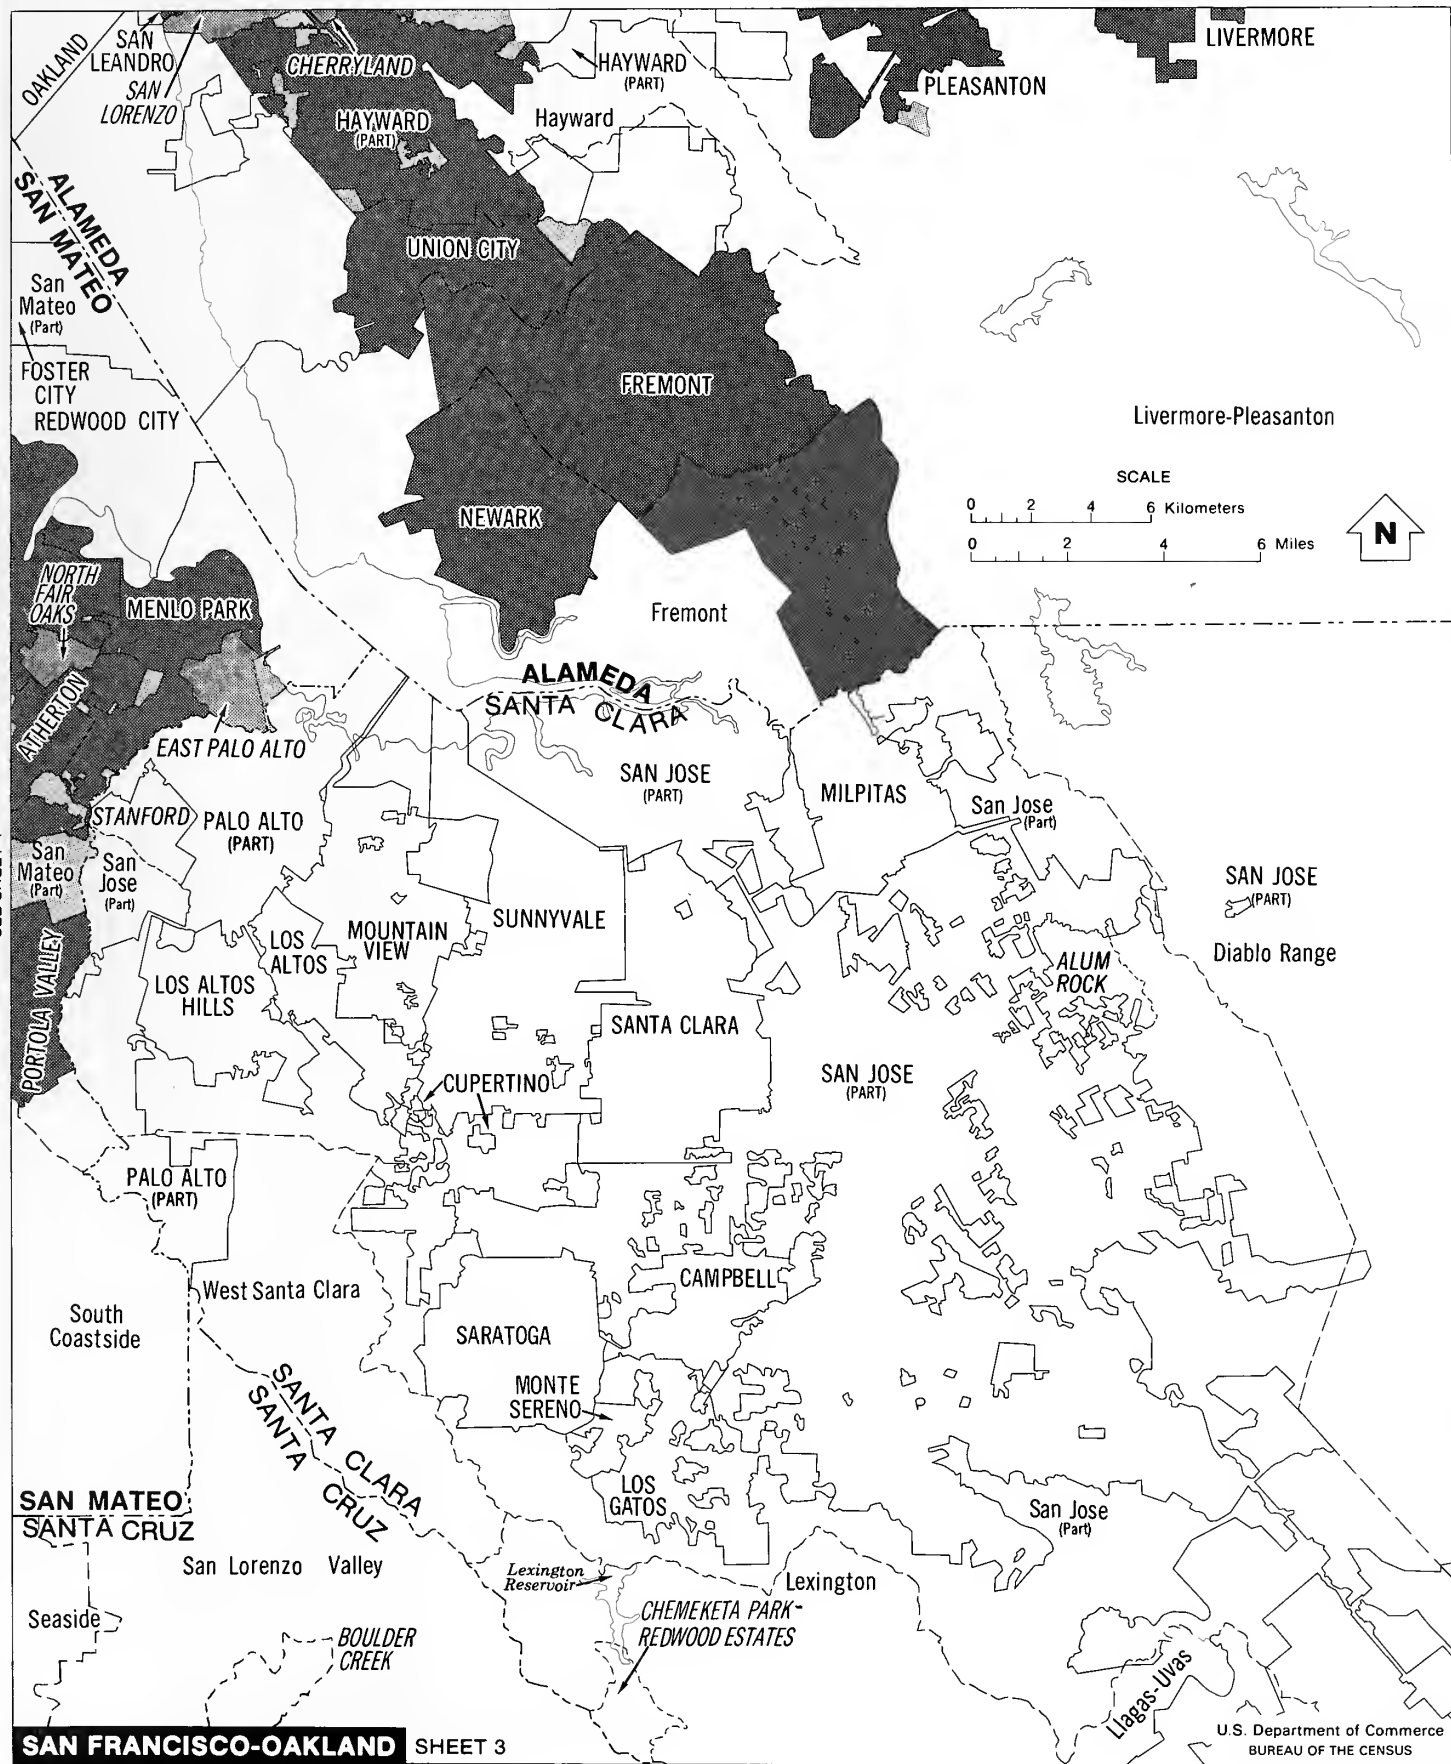 OAKLAND
SAN
LEANDRO
SAN
LORENZO
CHERRYLAND
HAYWARD
(PART)
PLEASANTON
LIVERMORE
HAYWARD
(PART)
Hayward
ALAMEDA
SAN MATEO
UNION CITY
San
Mateo
(Part)
FOSTER
CITY
REDWOOD CITY
FREMONT
Livermore-Pleasanton
SCALE
0 2 4 6 Kilometers
0 2 4 6 Miles
N
NEWARK
NORTH
FAIR
OAKS
MENLO PARK
Fremont
ALAMEDA
SANTA CLARA
ATHERTON
EAST PALO ALTO
SAN JOSE
(PART)
MILPITAS
San Jose
(Part)
STANFORD
PALO ALTO
(PART)
San
Mateo
(Part)
San
Jose
(Part)
SAN JOSE
(PART)
Diablo Range
LOS
ALTOS
MOUNTAIN
VIEW
SUNNYVALE
ALUM
ROCK
PORTOLA VALLEY
LOS ALTOS
HILLS
SANTA CLARA
SAN JOSE
(PART)
CUPERTINO
PALO ALTO
(PART)
West Santa Clara
CAMPBELL
South
Coastside
SARATOGA
SANTA CLARA
SANTA CRUZ
MONTE
SERENO
LOS
GATOS
San Jose
(Part)
SAN MATEO
SANTA CRUZ
San Lorenzo Valley
Lexington
Reservoir
Lexington
Seaside
BOULDER
CREEK
CHEMEKETA PARK-
REDWOOD ESTATES
Llagas-Uvas
SAN FRANCISCO-OAKLAND SHEET 3
U.S. Department of Commerce
BUREAU OF THE CENSUS